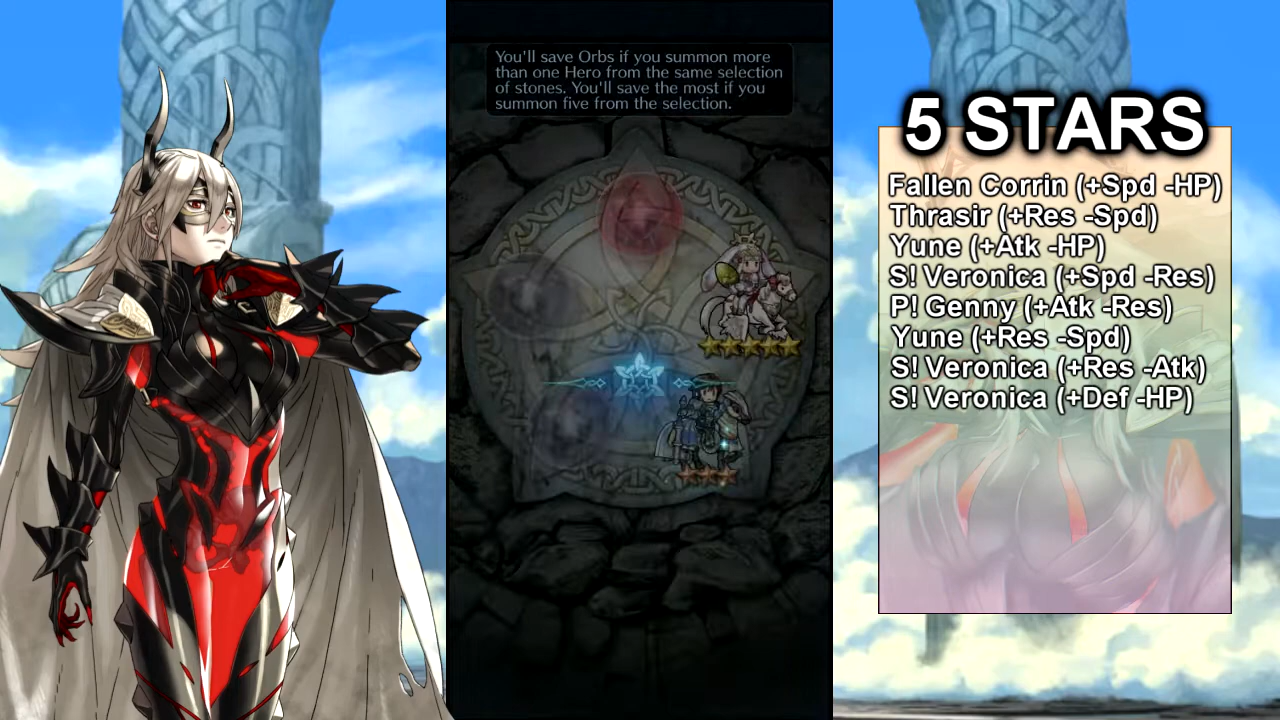 You'll save Orbs if you summon more
than one Hero from the same selection
of stones. You'll save the most if you
summon five from the selection.
5 STARS
Fallen Corrin (+Spd -HP)
Thrasir (+Res -Spd)
Yune (+Atk -HP)
S! Veronica (+Spd -Res)
P! Genny (+Atk -Res)
Yune (+Res -Spd)
S! Veronica (+Res -Atk)
S! Veronica (+Def -HP)